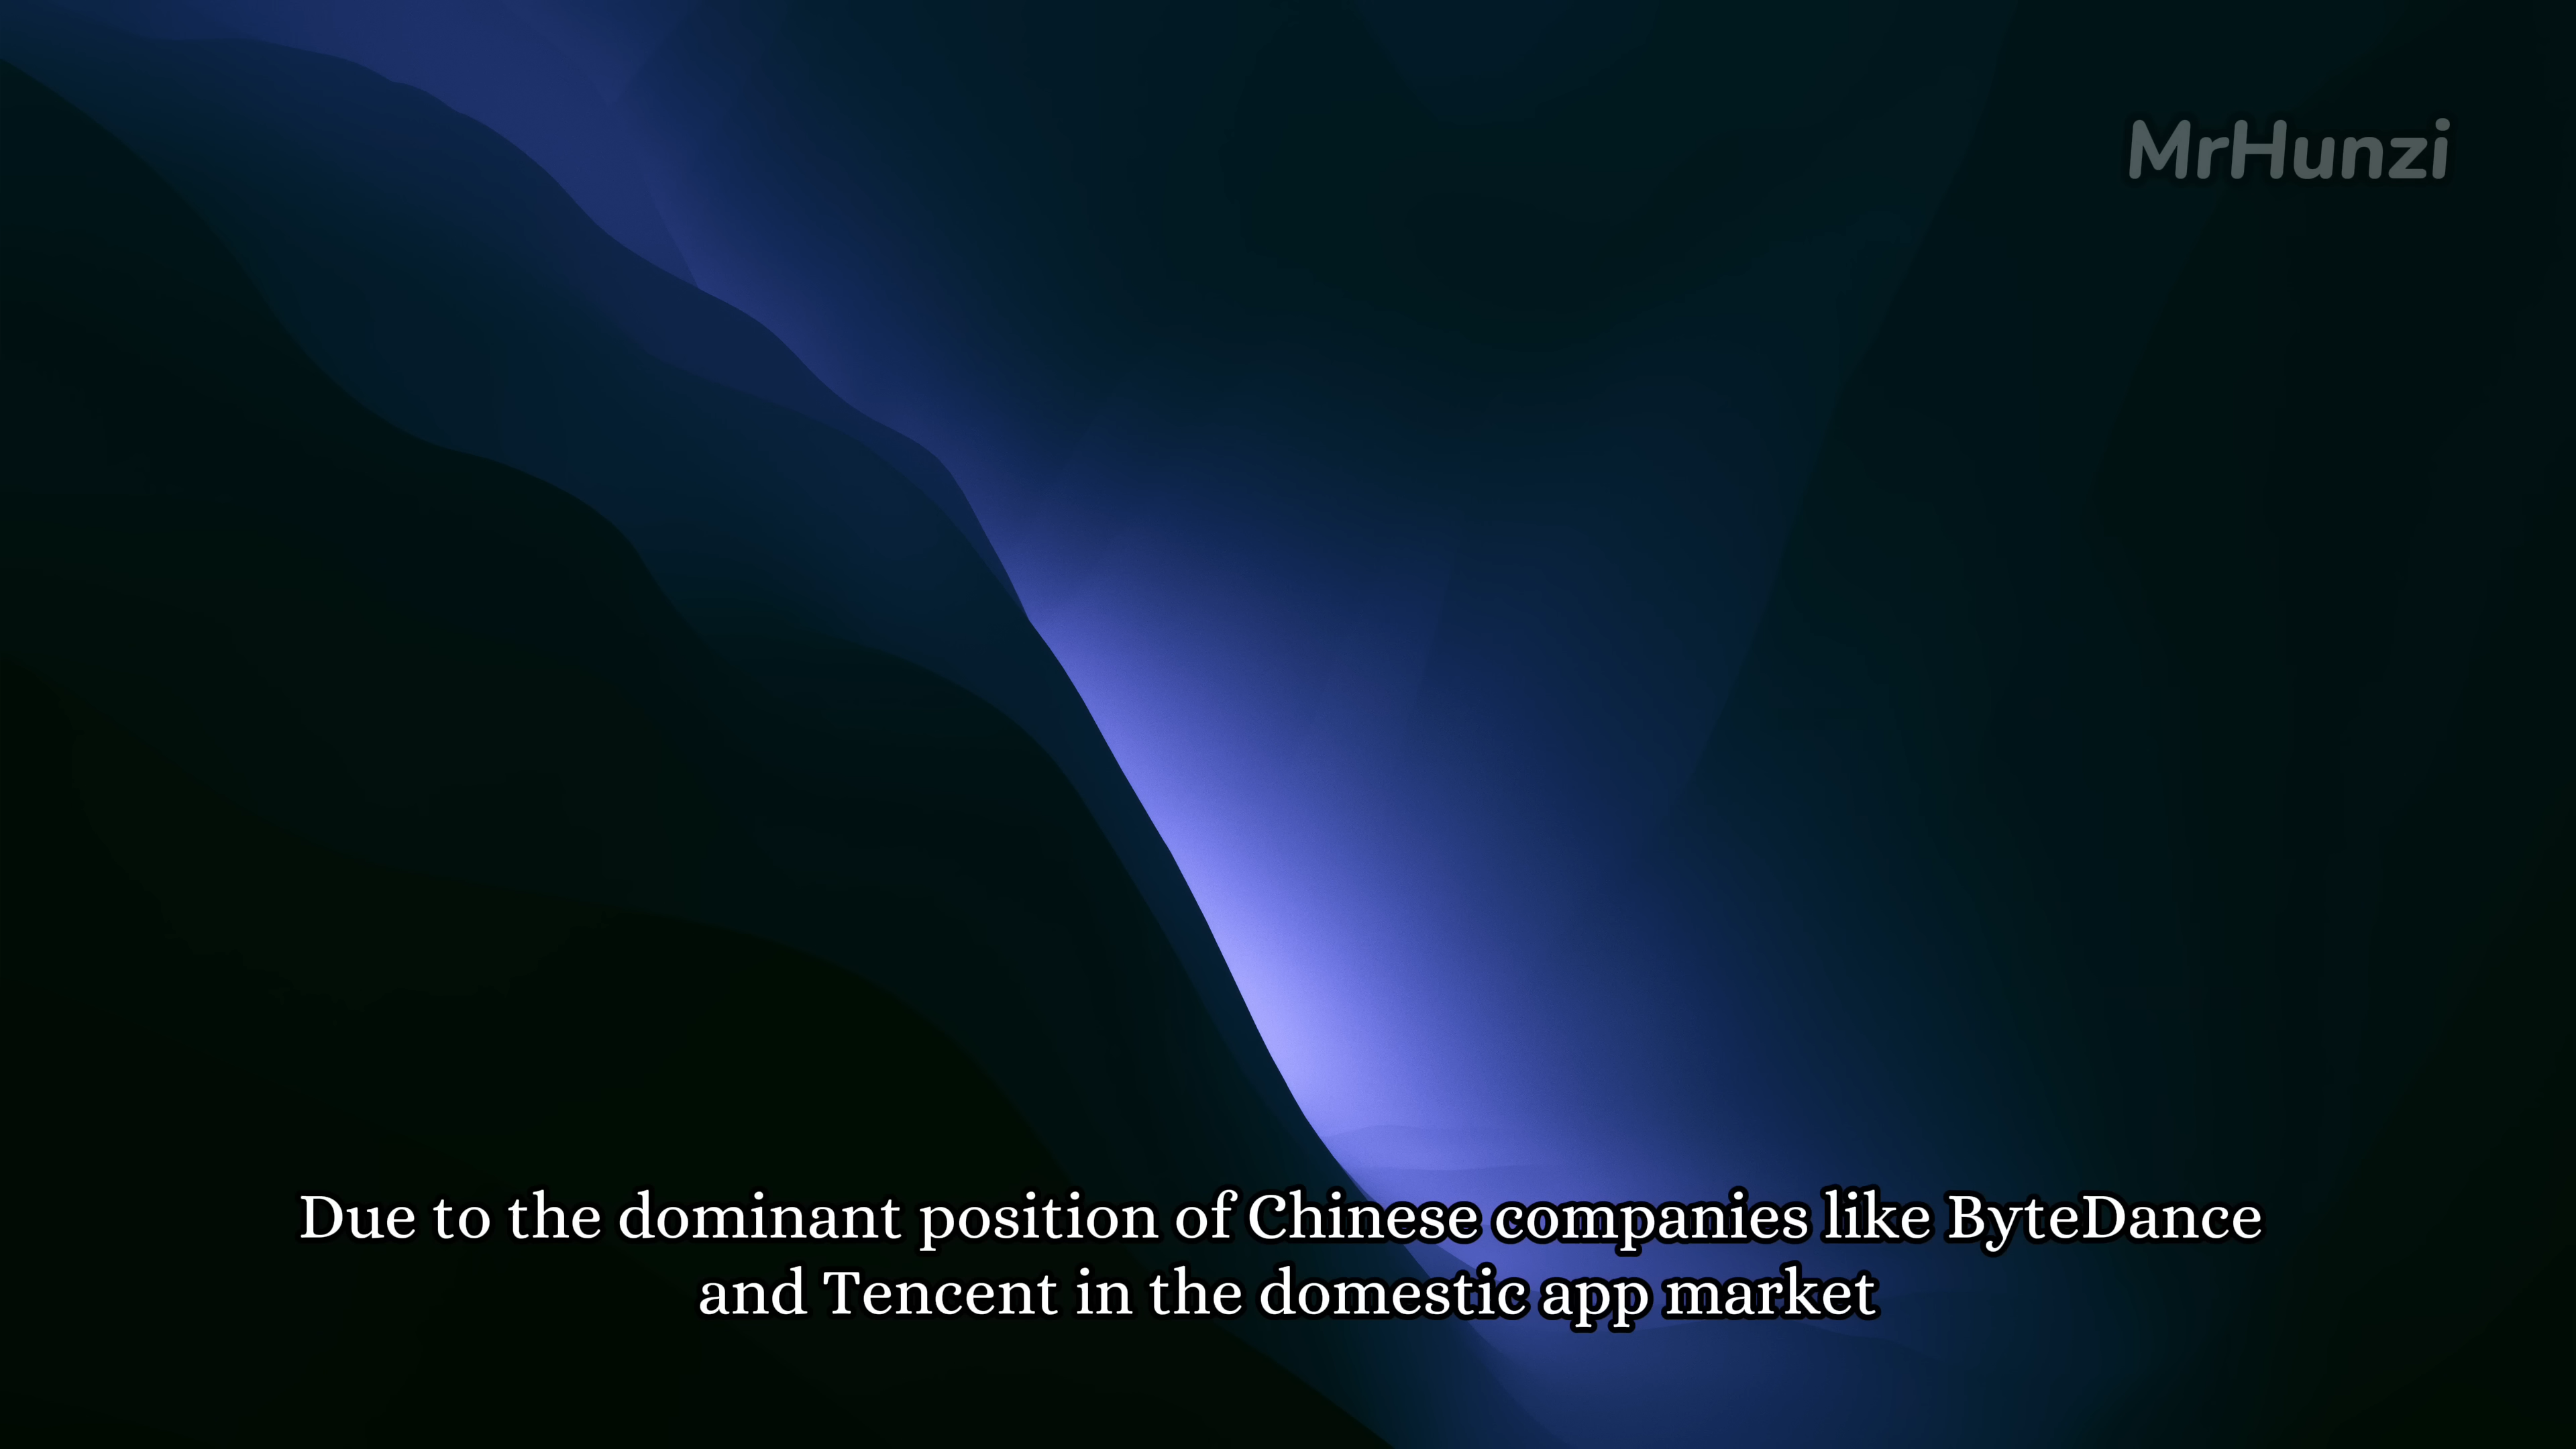 MrHunzi
Due to the dominant position of Chinese companies like ByteDance
and Tencent in the domestic app market